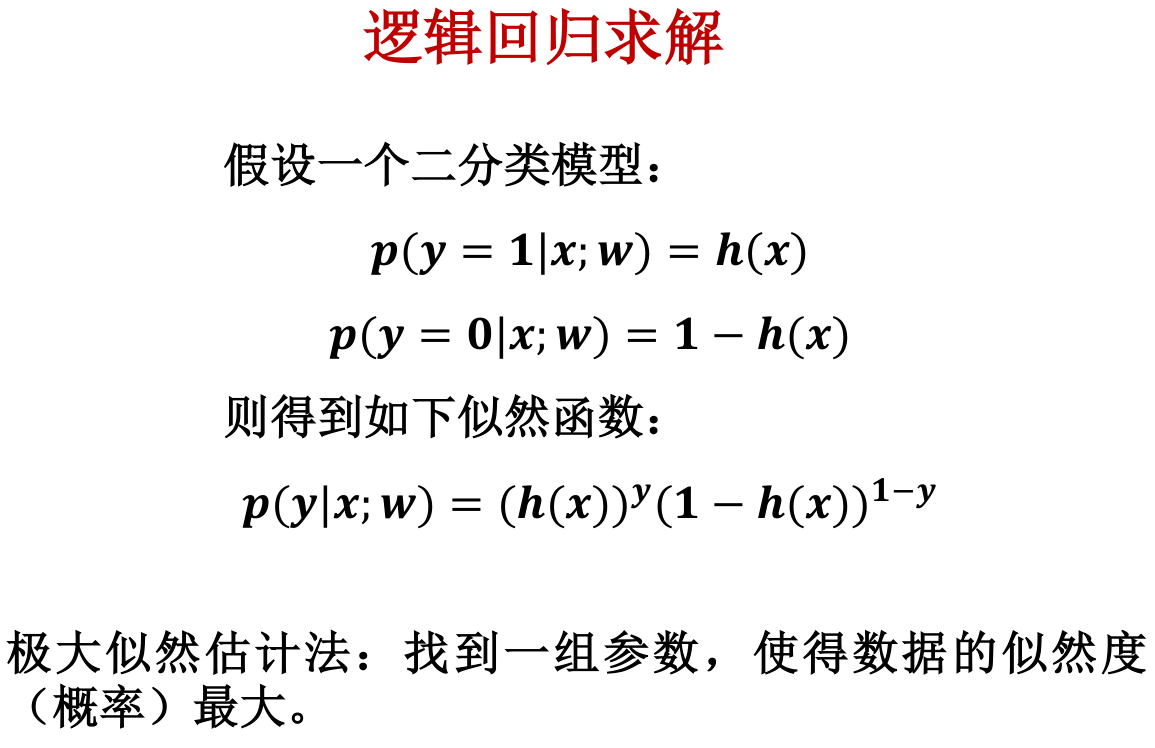 逻辑回归求解
假设一个二分类模型：
p(y = 1|x; w) = h(x)
p(y = 0|x; w) = 1 − h(x)
则得到如下似然函数：
p(y|x; w) = (h(x))^y(1 − h(x))^{1−y}
极大似然估计法：找到一组参数，使得数据的似然度
（概率）最大。